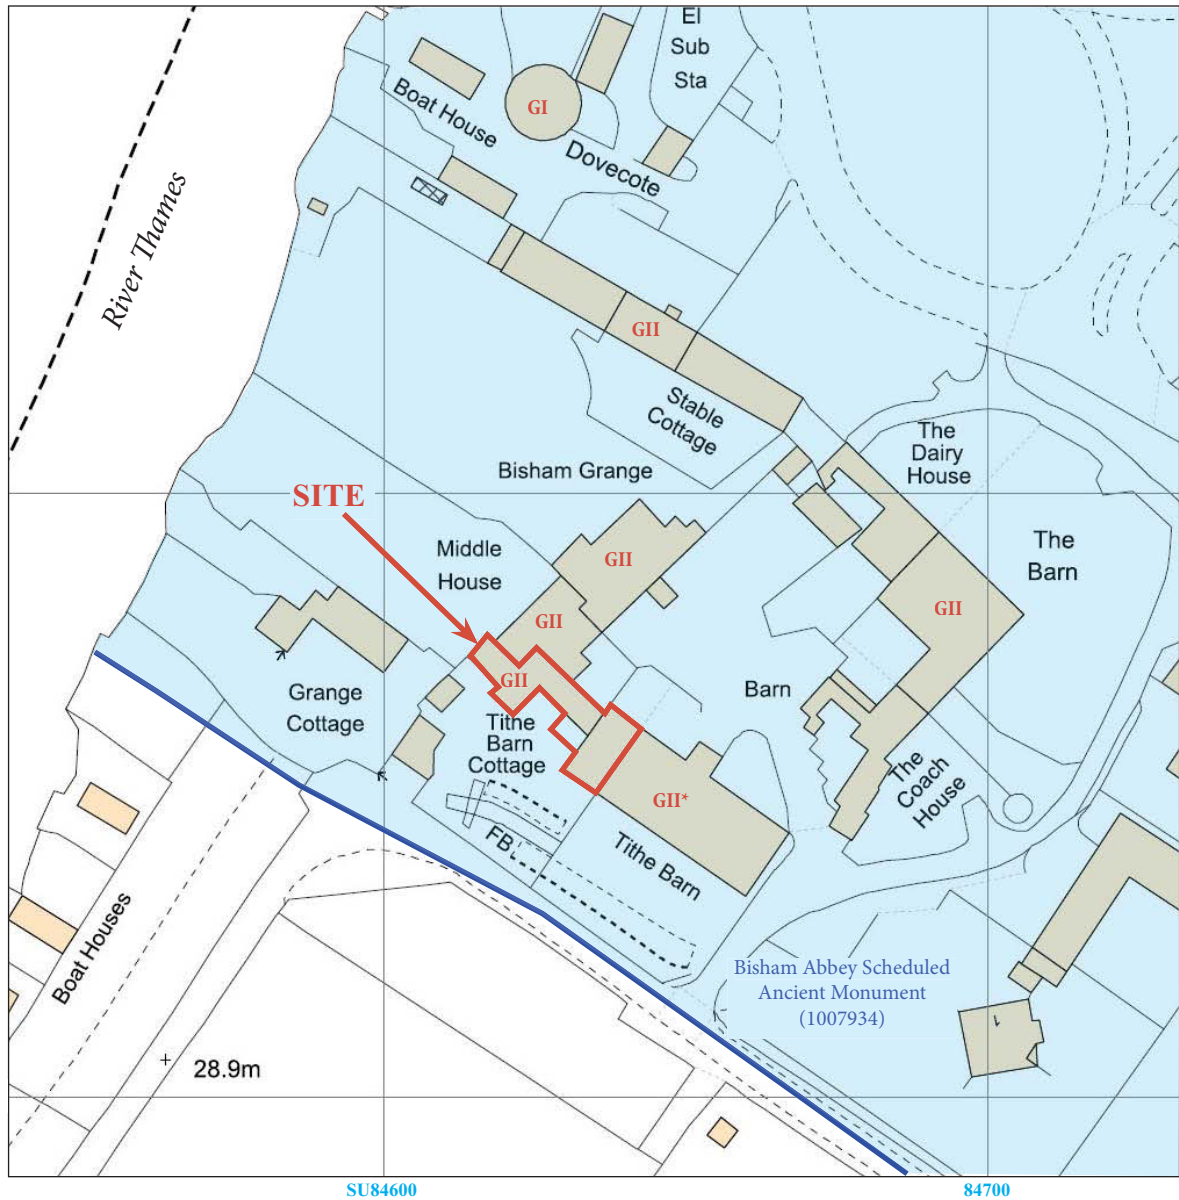 El
Sub
Sta
GI
Boat House
Dovecote
River Thames
GII
Stable
Cottage
The
Dairy
House
Bisham Grange
SITE
Middle
House
GII
The
Barn
GII
GII
GII
Grange
Cottage
Barn
Tithe
Barn
Cottage
The
Coach
House
GII*
FB
Tithe Barn
Boat Houses
Bisham Abbey Scheduled
Ancient Monument
(1007934)
1
28.9m
SU84600
84700